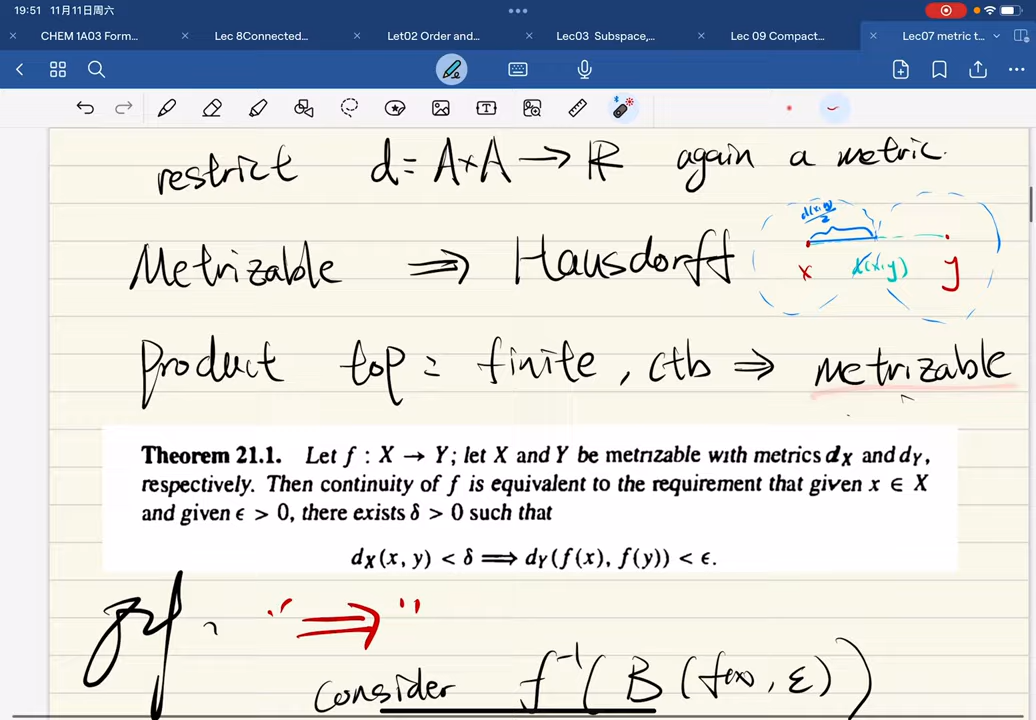 19:51 11月11日周六
CHEM 1A03 Form... Lec 8Connected... Let02 Order and... Lec03 Subspace,... Lec 09 Compact... Lec07 metric t...
restrict d = A×A → ℝ again a metric.
Metrizable ⇒ Hausdorff
d(x,y)/2
x d(x,y) y
Product top = finite, ctb ⇒ metrizable
Theorem 21.1. Let f : X → Y; let X and Y be metrizable with metrics dX and dY,
respectively. Then continuity of f is equivalent to the requirement that given x ∈ X
and given ϵ > 0, there exists δ > 0 such that
dX(x, y) < δ ⟹ dY(f(x), f(y)) < ϵ.
Pf: "⇒"
Consider f⁻¹(B(f(x), ε))